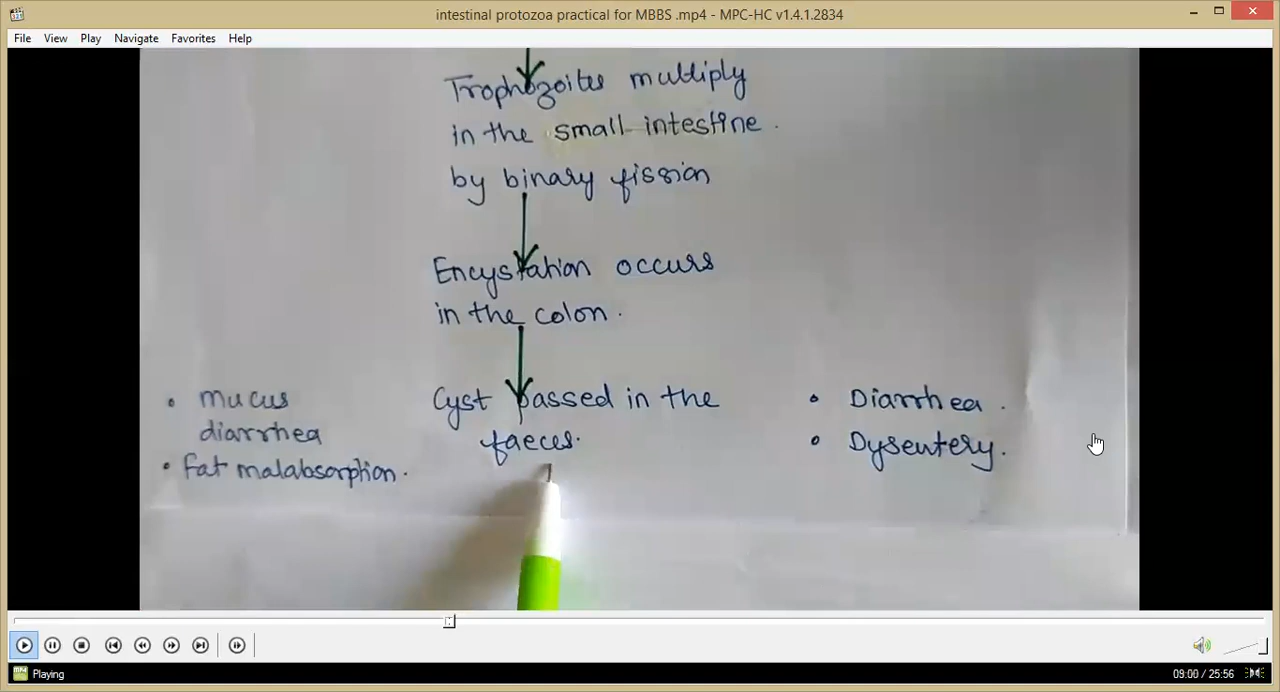 intestinal protozoa practical for MBBS .mp4 - MPC-HC v1.4.1.2834
File View Play Navigate Favorites Help
Trophozoites multiply
in the small intestine.
by binary fission
Encystation occurs
in the colon.
• Mucus
diarrhea
• Fat malabsorption.
Cyst passed in the
faeces.
• Diarrhea.
• Dysentery.
Playing
09:00 / 25:56